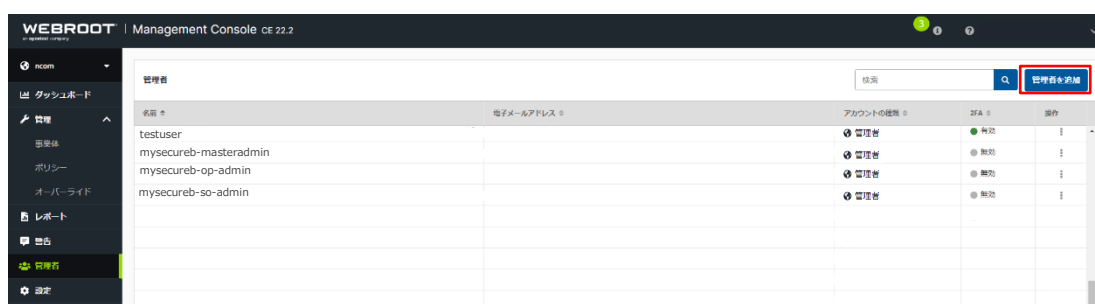 WEBROOT | Management Console CE 22.2
an opentext company
3
ncom
ダッシュボード
管理
事業体
ポリシー
オーバーライド
レポート
警告
管理者
設定
管理者
検索
管理者を追加
名前 電子メールアドレス アカウントの種類 2FA 操作
testuser 管理者 有効
mysecureb-masteradmin 管理者 無効
mysecureb-op-admin 管理者 無効
mysecureb-so-admin 管理者 無効